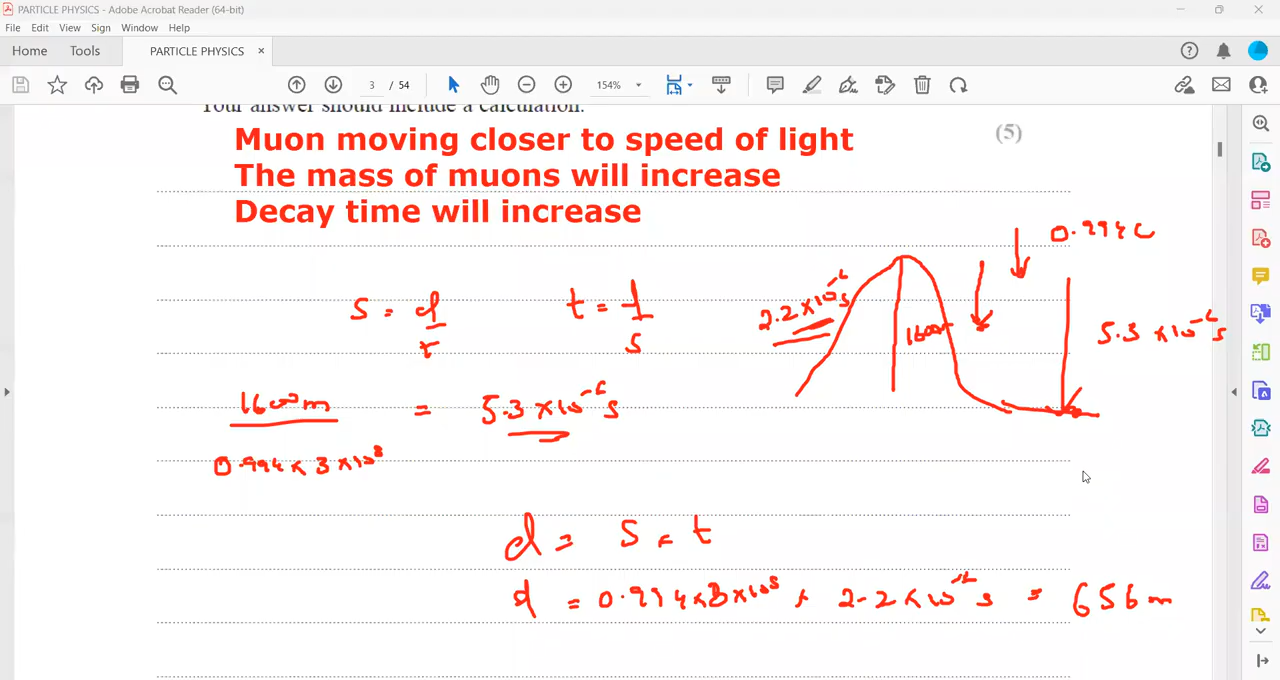 PARTICLE PHYSICS - Adobe Acrobat Reader (64-bit)
File Edit View Sign Window Help
Home Tools PARTICLE PHYSICS ×
3 / 54 154%
Your answer should include a calculation.
(5)
Muon moving closer to speed of light
The mass of muons will increase
Decay time will increase
0.994c
2.2×10⁻⁶s
1600m
5.3 ×10⁻⁶s
s = d/t t = d/s
1600m / 0.994 × 3 ×10⁸ = 5.3×10⁻⁶s
d = s × t
d = 0.994×3×10⁸ × 2.2×10⁻⁶s = 656m